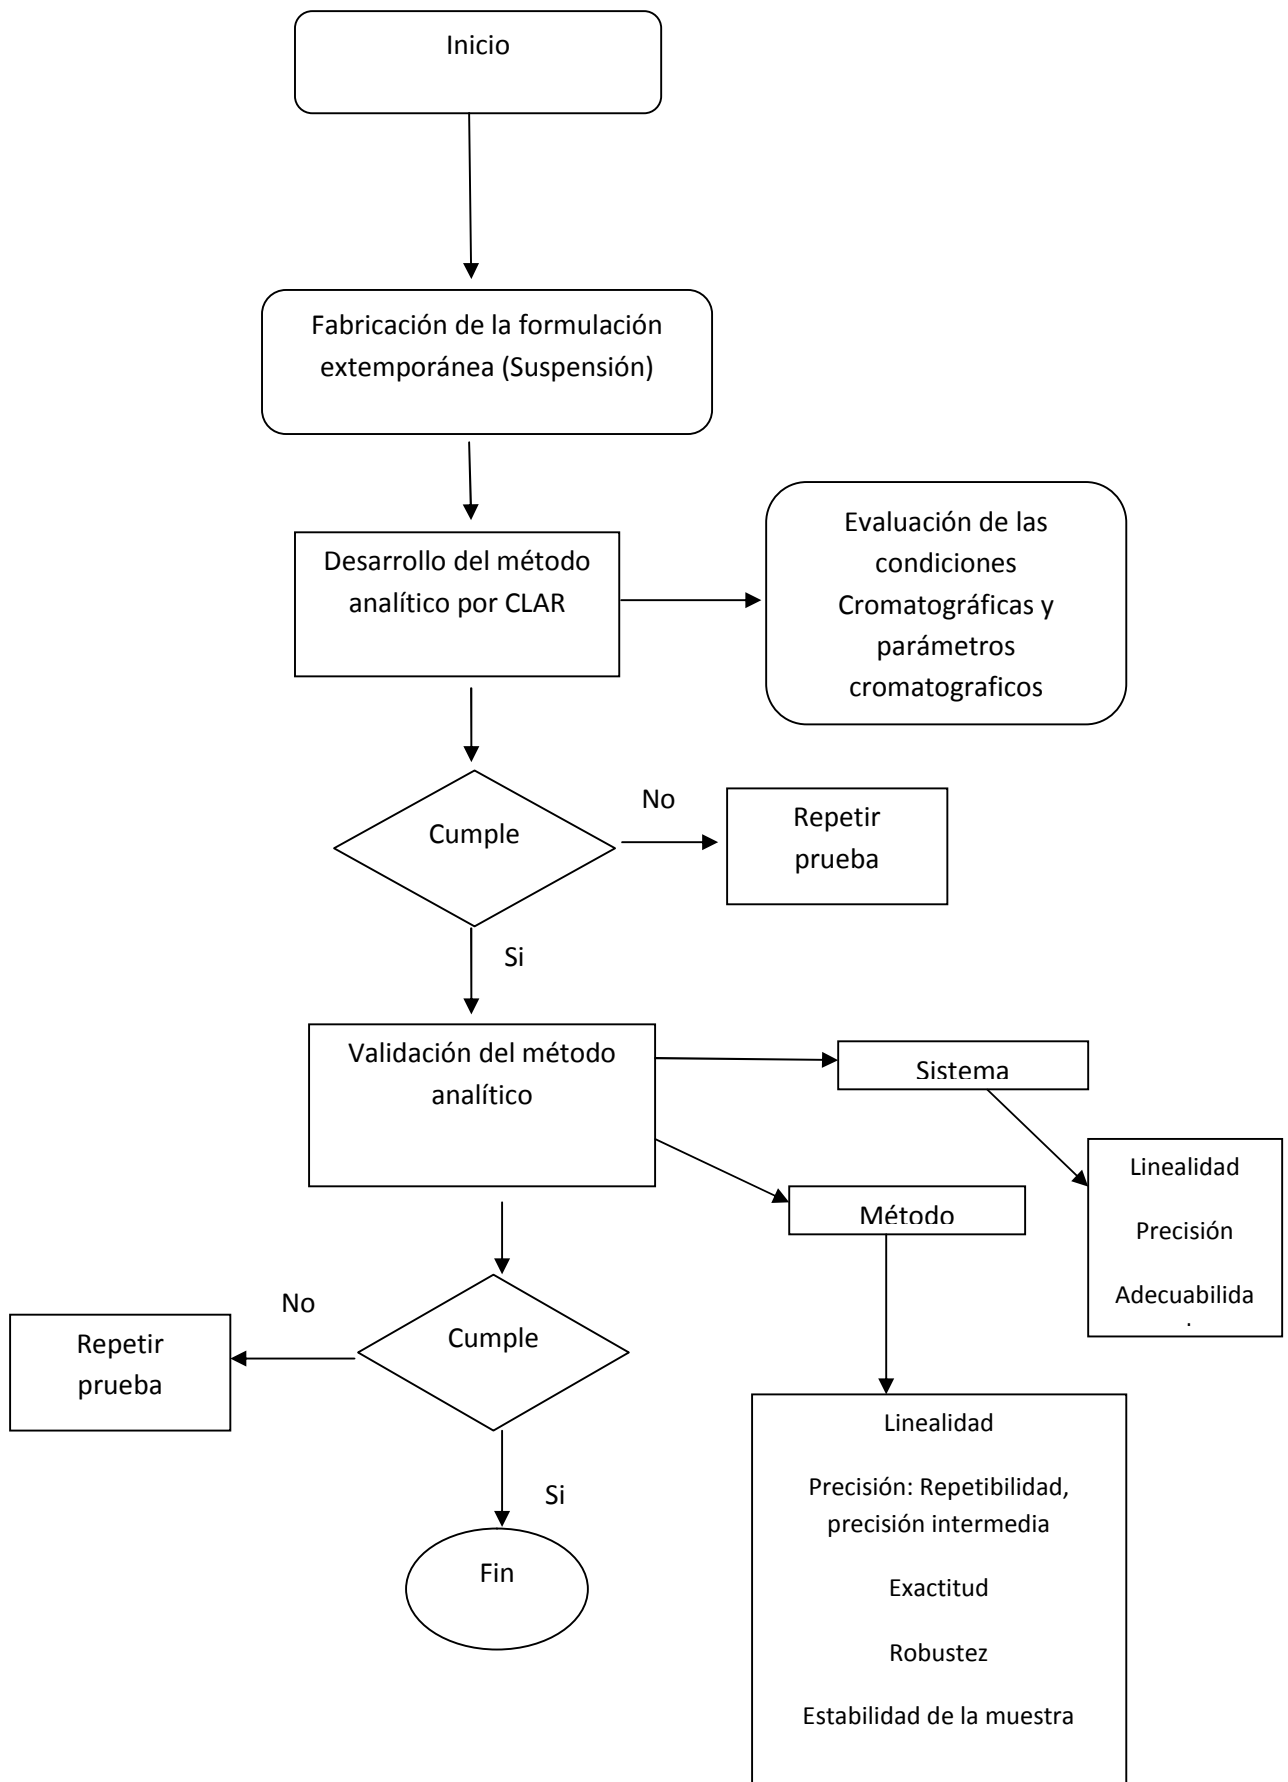 Inicio
Fabricación de la formulación
extemporánea (Suspensión)
Desarrollo del método
analítico por CLAR
Evaluación de las
condiciones
Cromatográficas y
parámetros
cromatograficos
Cumple
No
Repetir
prueba
Si
Validación del método
analítico
Sistema
Linealidad
Precisión
Adecuabilida
Método
No
Cumple
Repetir
prueba
Si
Fin
Linealidad
Precisión: Repetibilidad,
precisión intermedia
Exactitud
Robustez
Estabilidad de la muestra